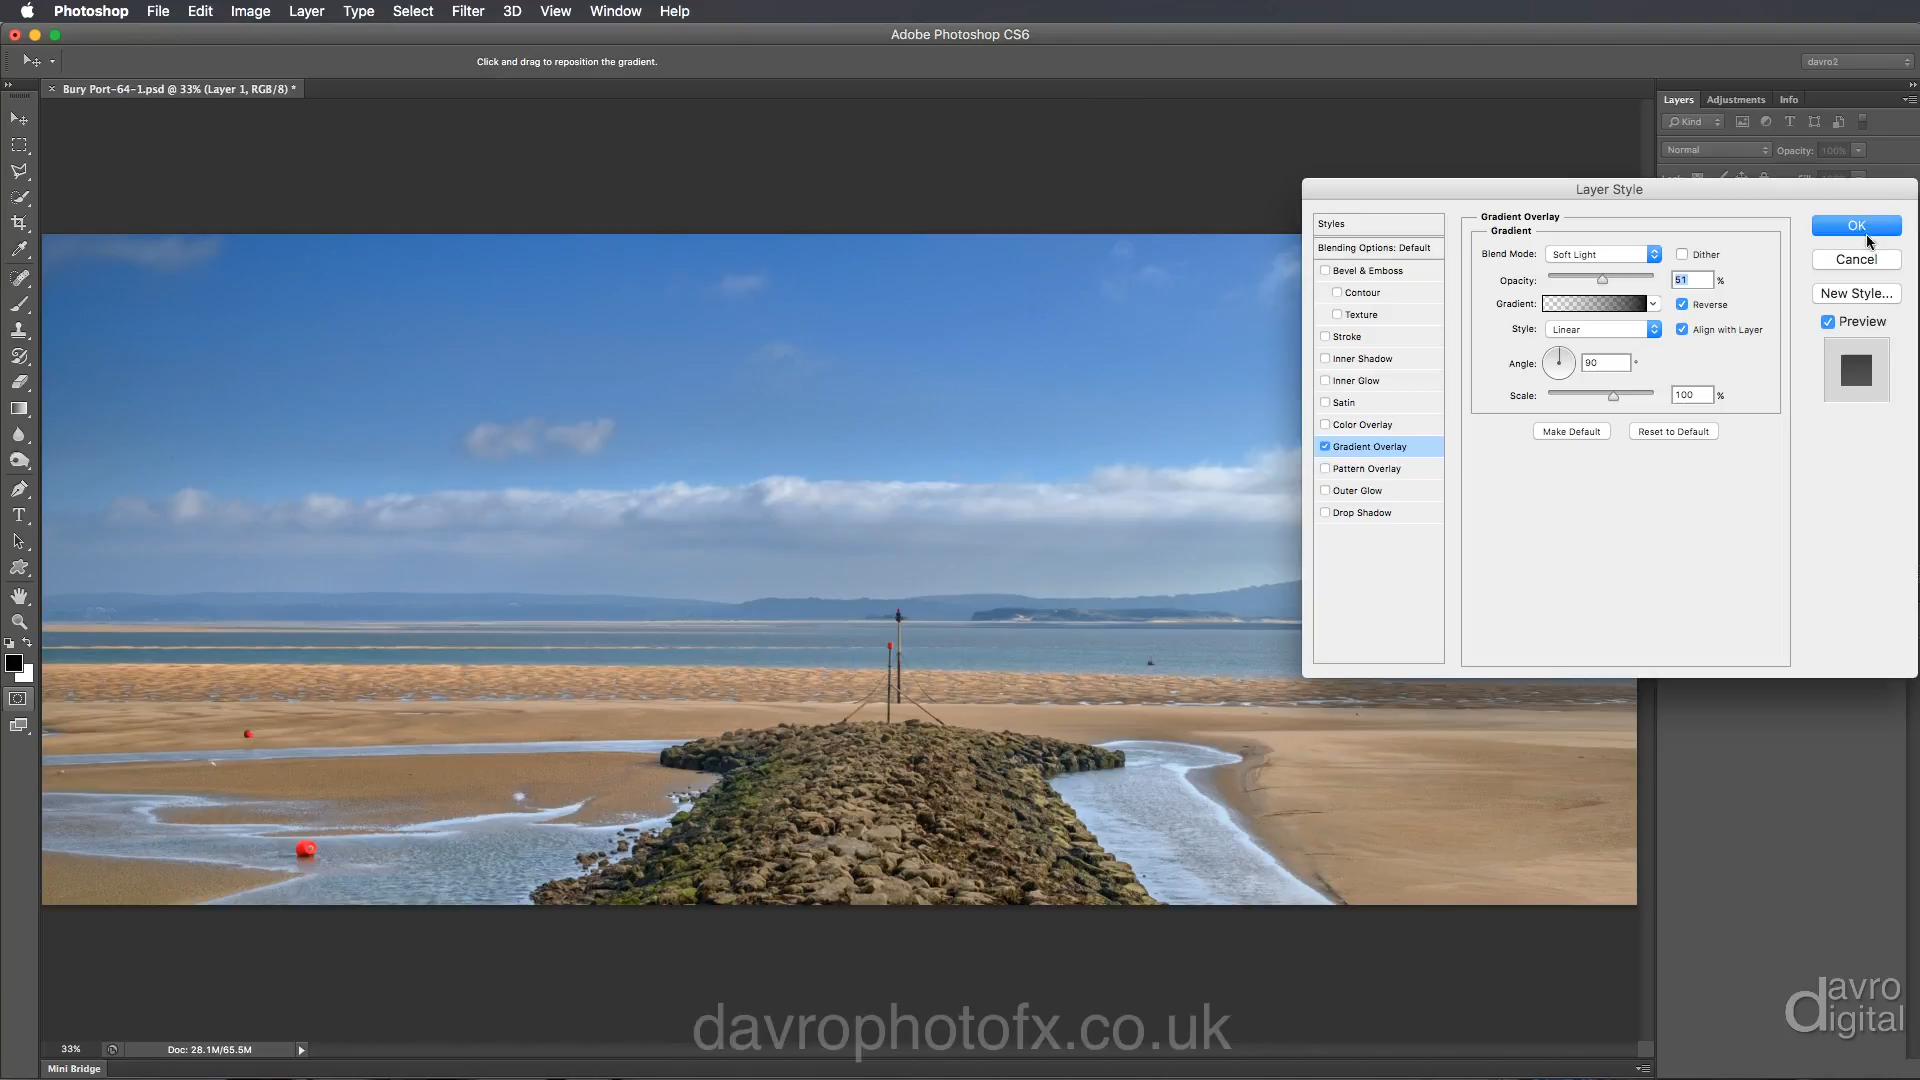 Photoshop File Edit Image Layer Type Select Filter 3D View Window Help
Adobe Photoshop CS6
Click and drag to reposition the gradient.
davro2
Bury Port-64-1.psd @ 33% (Layer 1, RGB/8) *
Layers Adjustments Info
Kind
Normal Opacity: 100%
Layer Style
Styles
Blending Options: Default
Bevel & Emboss
Contour
Texture
Stroke
Inner Shadow
Inner Glow
Satin
Color Overlay
Gradient Overlay
Pattern Overlay
Outer Glow
Drop Shadow
Gradient Overlay
Gradient
Blend Mode: Soft Light Dither
Opacity: 51 %
Gradient: Reverse
Style: Linear Align with Layer
Angle: 90 °
Scale: 100 %
Make Default Reset to Default
OK
Cancel
New Style...
Preview
davrophotofx.co.uk
davro
digital
33% Doc: 28.1M/65.5M
Mini Bridge